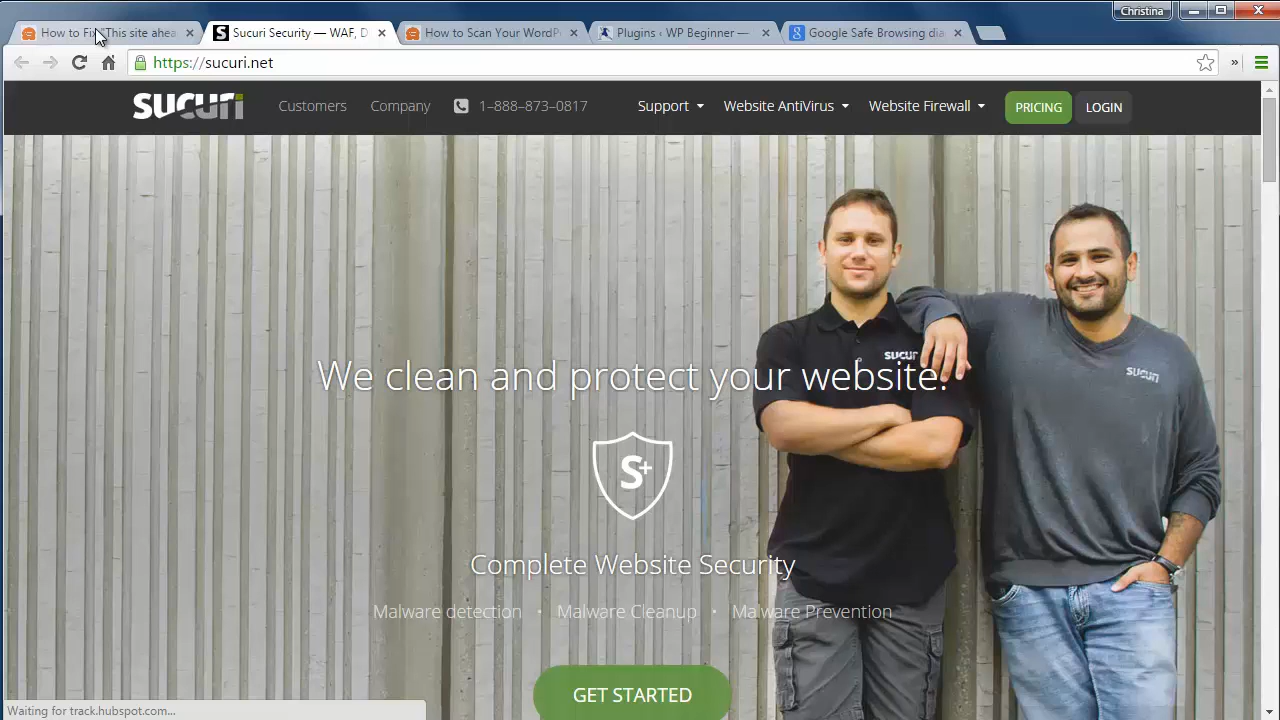 Christina
How to Fix "This site ahea
Sucuri Security — WAF, D
How to Scan Your WordP
Plugins ‹ WP Beginner —
Google Safe Browsing dia
https://sucuri.net
»
SUCURI Customers Company 1–888–873–0817 Support Website AntiVirus Website Firewall PRICING LOGIN
SUCURI
SUCURI
We clean and protect your website.
S+
Complete Website Security
Malware detection • Malware Cleanup • Malware Prevention
GET STARTED
Waiting for track.hubspot.com...